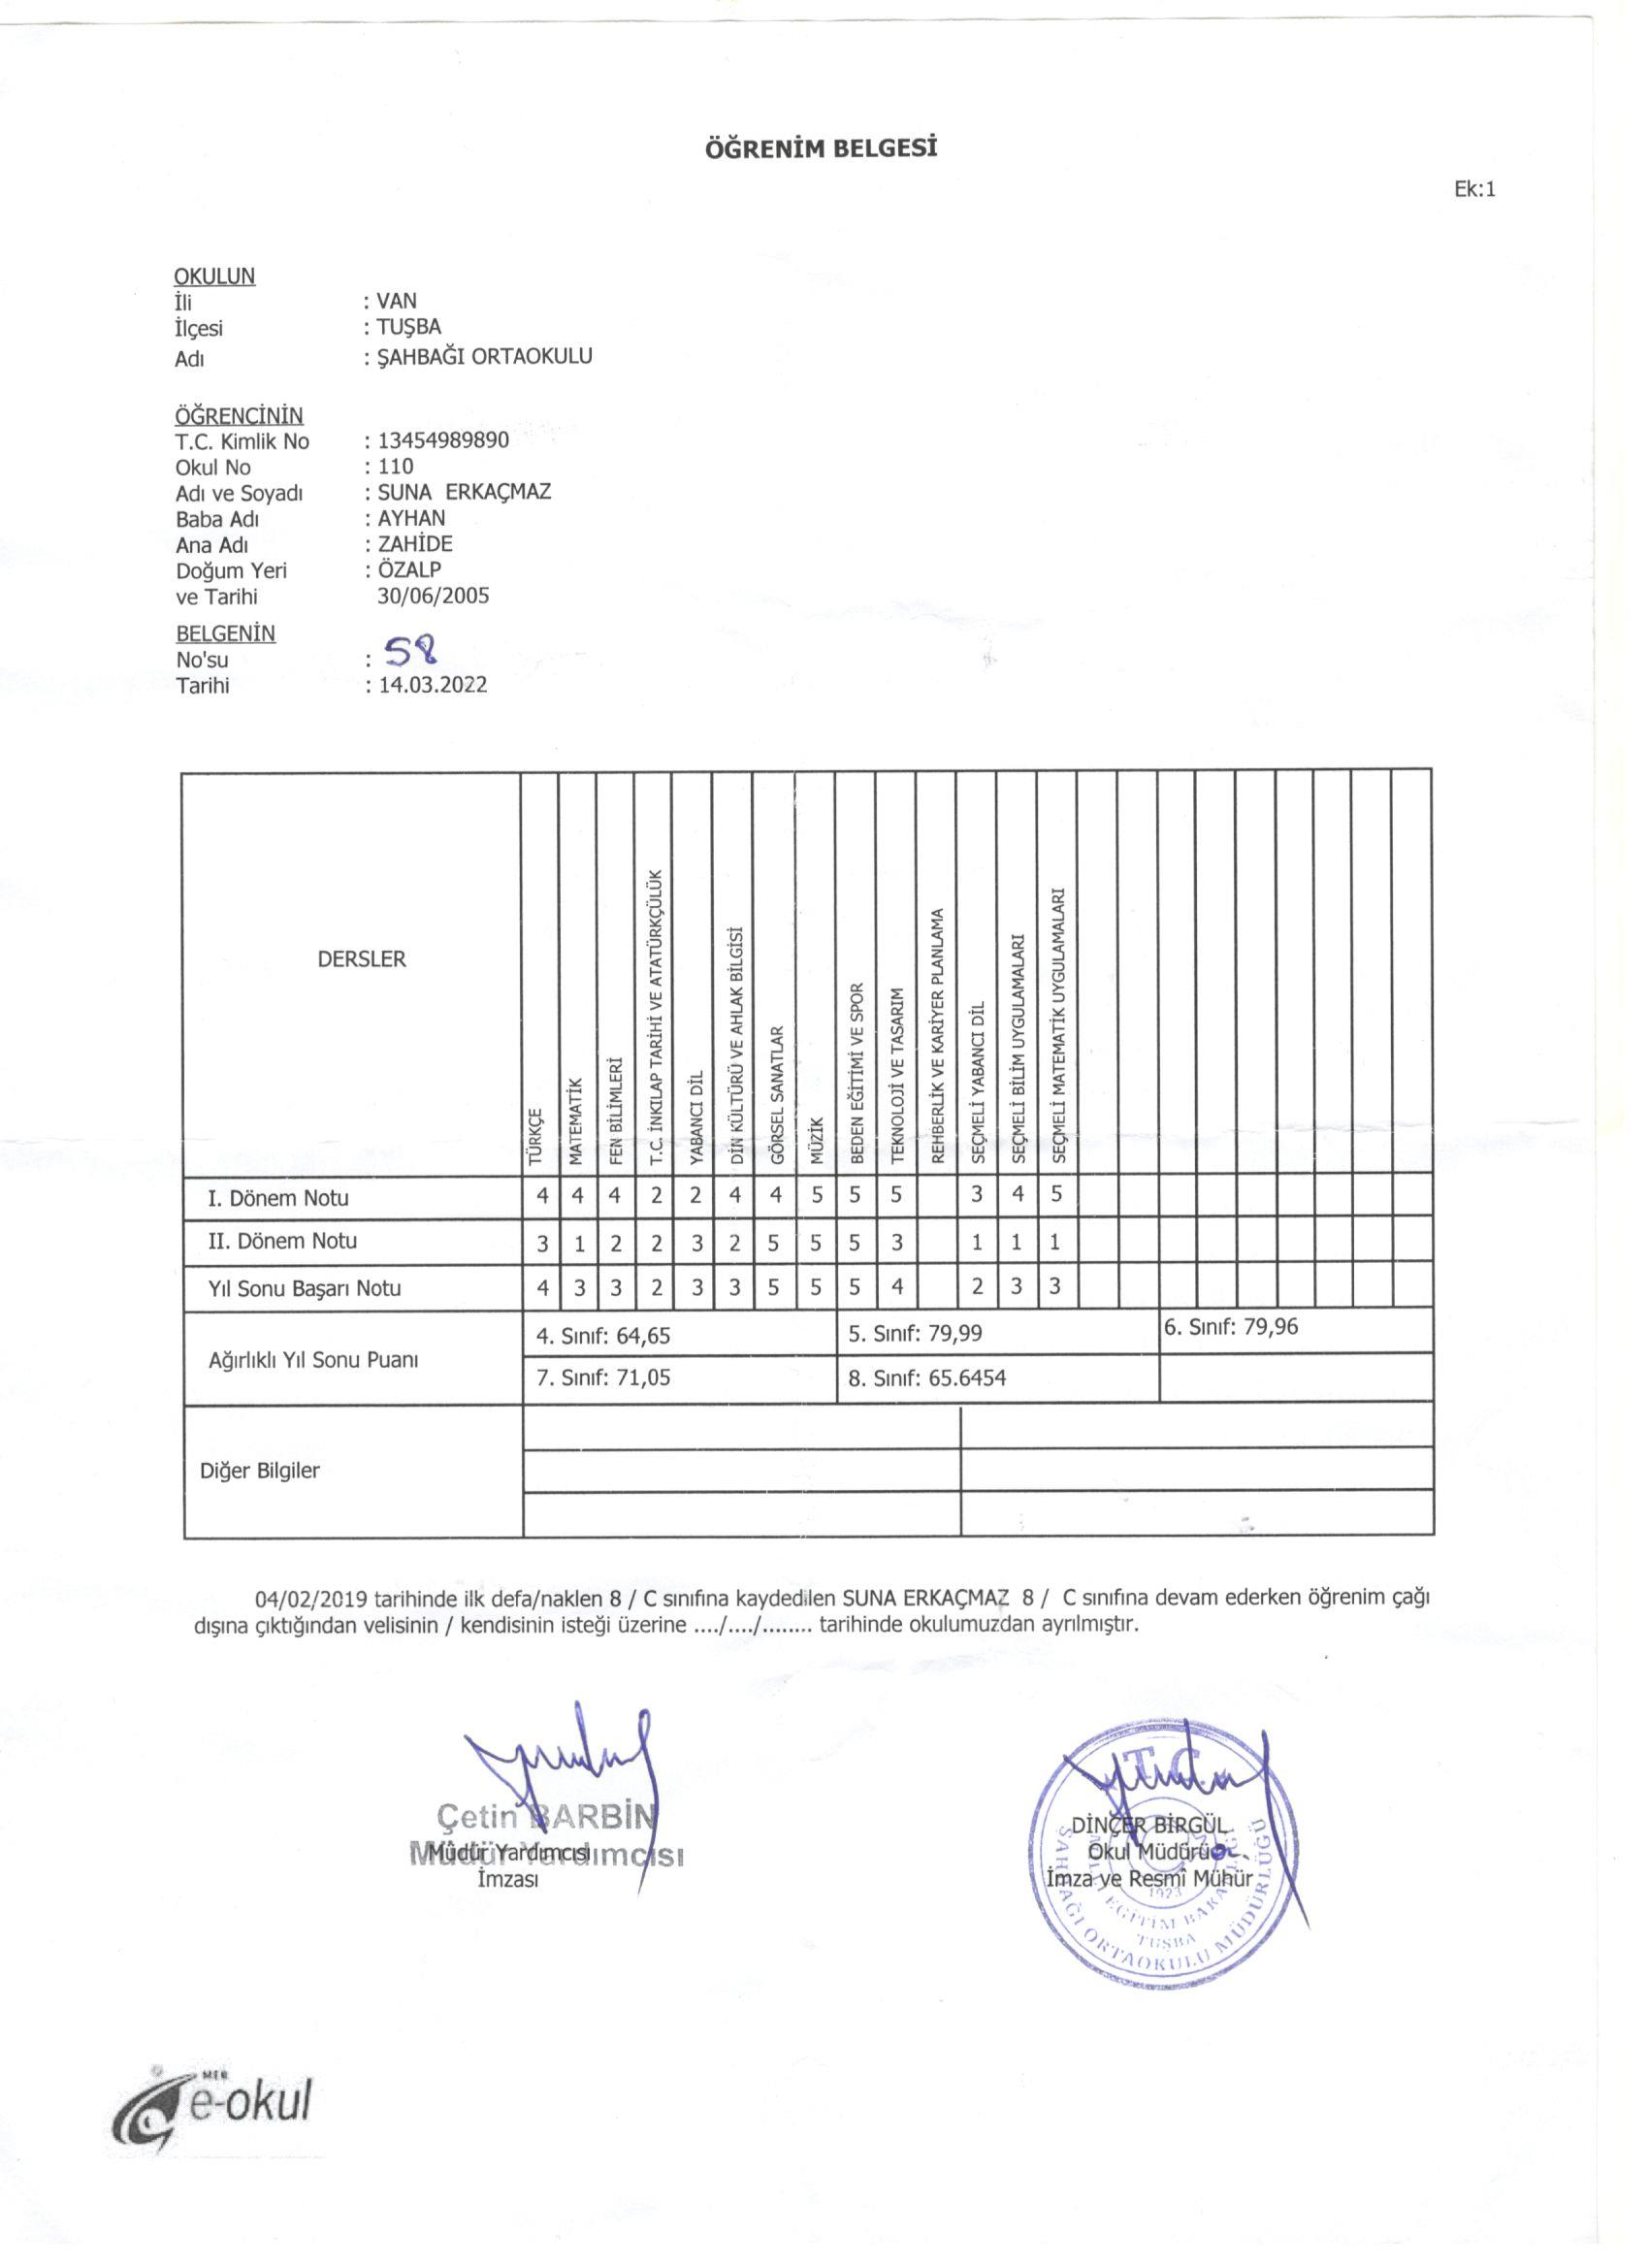 ÖĞRENİM BELGESİ
Ek:1
OKULUN
İli : VAN
İlçesi : TUŞBA
Adı : ŞAHBAĞI ORTAOKULU
ÖĞRENCİNİN
T.C. Kimlik No : 13454989890
Okul No : 110
Adı ve Soyadı : SUNA ERKAÇMAZ
Baba Adı : AYHAN
Ana Adı : ZAHİDE
Doğum Yeri : ÖZALP
ve Tarihi 30/06/2005
BELGENİN
No'su : 58
Tarihi : 14.03.2022
DERSLER
TÜRKÇE
MATEMATİK
FEN BİLİMLERİ
T.C. İNKILAP TARİHİ VE ATATÜRKÇÜLÜK
YABANCI DİL
DİN KÜLTÜRÜ VE AHLAK BİLGİSİ
GÖRSEL SANATLAR
MÜZİK
BEDEN EĞİTİMİ VE SPOR
TEKNOLOJİ VE TASARIM
REHBERLİK VE KARİYER PLANLAMA
SEÇMELİ YABANCI DİL
SEÇMELİ BİLİM UYGULAMALARI
SEÇMELİ MATEMATİK UYGULAMALARI
I. Dönem Notu 4 4 4 2 2 4 4 5 5 5 3 4 5
II. Dönem Notu 3 1 2 2 3 2 5 5 5 3 1 1 1
Yıl Sonu Başarı Notu 4 3 3 2 3 3 5 5 5 4 2 3 3
Ağırlıklı Yıl Sonu Puanı
4. Sınıf: 64,65 5. Sınıf: 79,99 6. Sınıf: 79,96
7. Sınıf: 71,05 8. Sınıf: 65.6454
Diğer Bilgiler
04/02/2019 tarihinde ilk defa/naklen 8 / C sınıfına kaydedilen SUNA ERKAÇMAZ 8 / C sınıfına devam ederken öğrenim çağı
dışına çıktığından velisinin / kendisinin isteği üzerine ..../..../........ tarihinde okulumuzdan ayrılmıştır.
Çetin BARBİN
Müdür Yardımcısı
Müdür Yardımcısı
İmzası
T.C.
DİNÇER BİRGÜL
Okul Müdürü
İmza ve Resmî Mühür
1923
MİLLİ EĞİTİM BAKANLIĞI
TUŞBA
ŞAHBAĞI ORTAOKULU MÜDÜRLÜĞÜ
MEB
e-okul